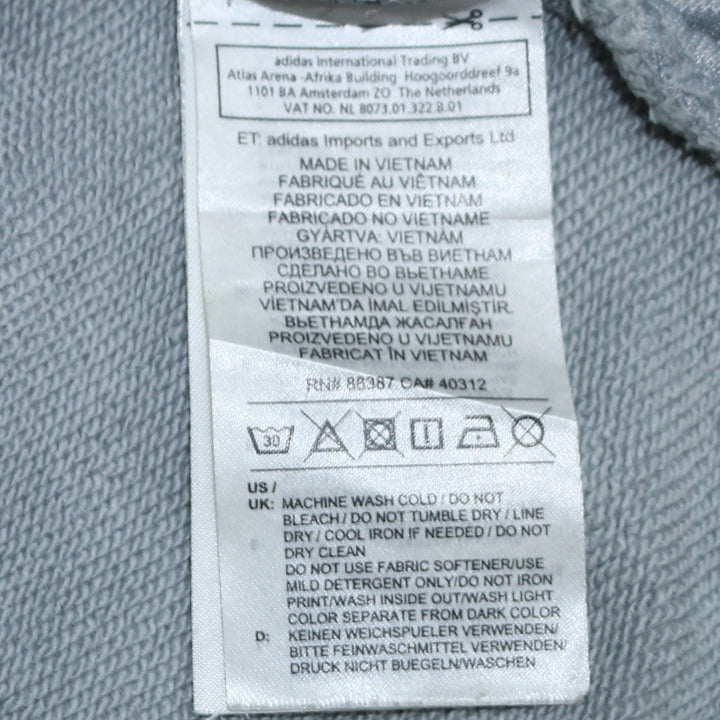 adidas International Trading BV
Atlas Arena -Afrika Building Hoogoorddreef 9a
1101 BA Amsterdam ZO The Netherlands
VAT NO. NL 8073.01.322.B.01
ET: adidas Imports and Exports Ltd
MADE IN VIETNAM
FABRIQUÉ AU VIÊTNAM
FABRICADO EN VIETNAM
FABRICADO NO VIETNAME
GYÁRTVA: VIETNÁM
ПРОИЗВЕДЕНО ВЪВ ВИЕТНАМ
СДЕЛАНО ВО ВЬЕТНАМЕ
PROIZVEDENO U VIJETNAMU
VİETNAM'DA İMAL EDİLMİŞTİR.
ВЬЕТНАМДА ЖАСАЛҒАН
PROIZVEDENO U VIJETNAMU
FABRICAT ÎN VIETNAM
RN# 88387 CA# 40312
30
US /
UK: MACHINE WASH COLD / DO NOT
BLEACH / DO NOT TUMBLE DRY / LINE
DRY / COOL IRON IF NEEDED / DO NOT
DRY CLEAN
DO NOT USE FABRIC SOFTENER/USE
MILD DETERGENT ONLY/DO NOT IRON
PRINT/WASH INSIDE OUT/WASH LIGHT
COLOR SEPARATE FROM DARK COLOR
D: KEINEN WEICHSPUELER VERWENDEN/
BITTE FEINWASCHMITTEL VERWENDEN/
DRUCK NICHT BUEGELN/WASCHEN